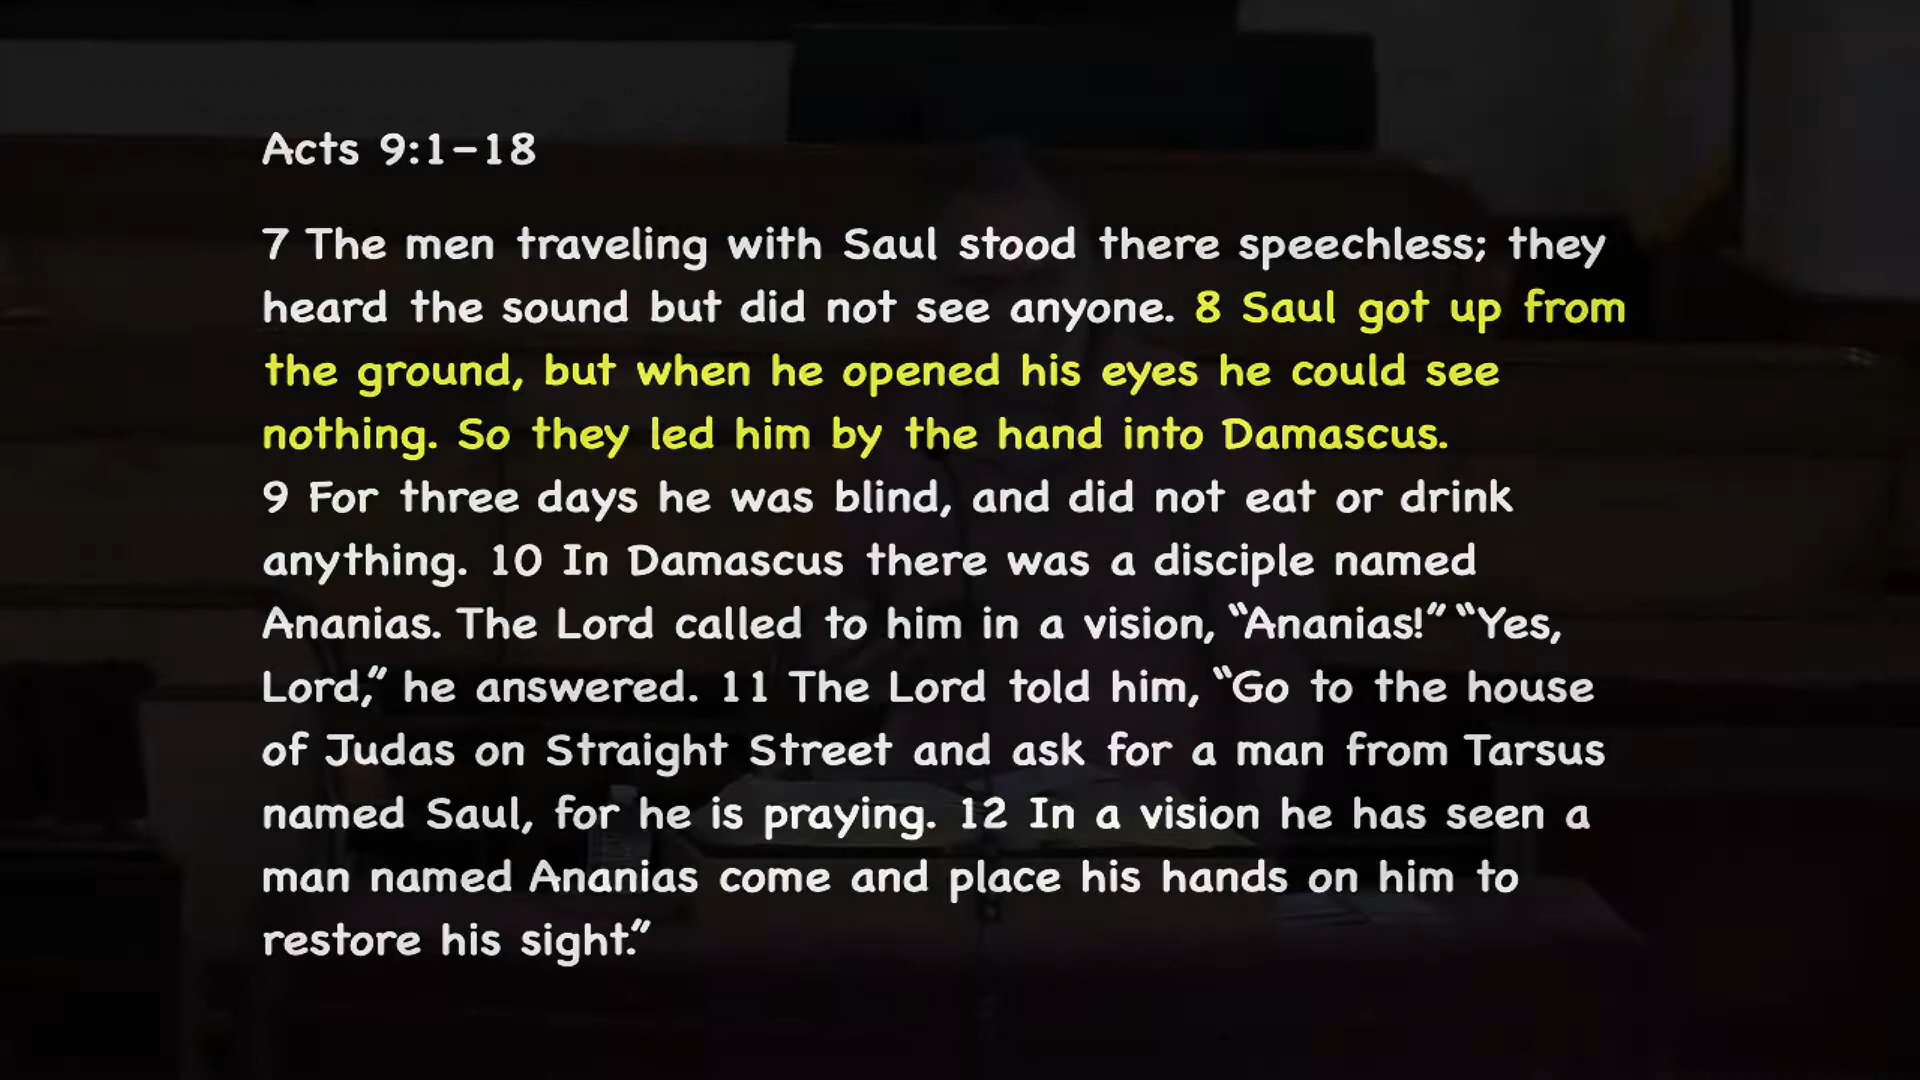 Acts 9:1–18
7 The men traveling with Saul stood there speechless; they
heard the sound but did not see anyone. 8 Saul got up from
the ground, but when he opened his eyes he could see
nothing. So they led him by the hand into Damascus.
9 For three days he was blind, and did not eat or drink
anything. 10 In Damascus there was a disciple named
Ananias. The Lord called to him in a vision, “Ananias!” “Yes,
Lord,” he answered. 11 The Lord told him, “Go to the house
of Judas on Straight Street and ask for a man from Tarsus
named Saul, for he is praying. 12 In a vision he has seen a
man named Ananias come and place his hands on him to
restore his sight.”